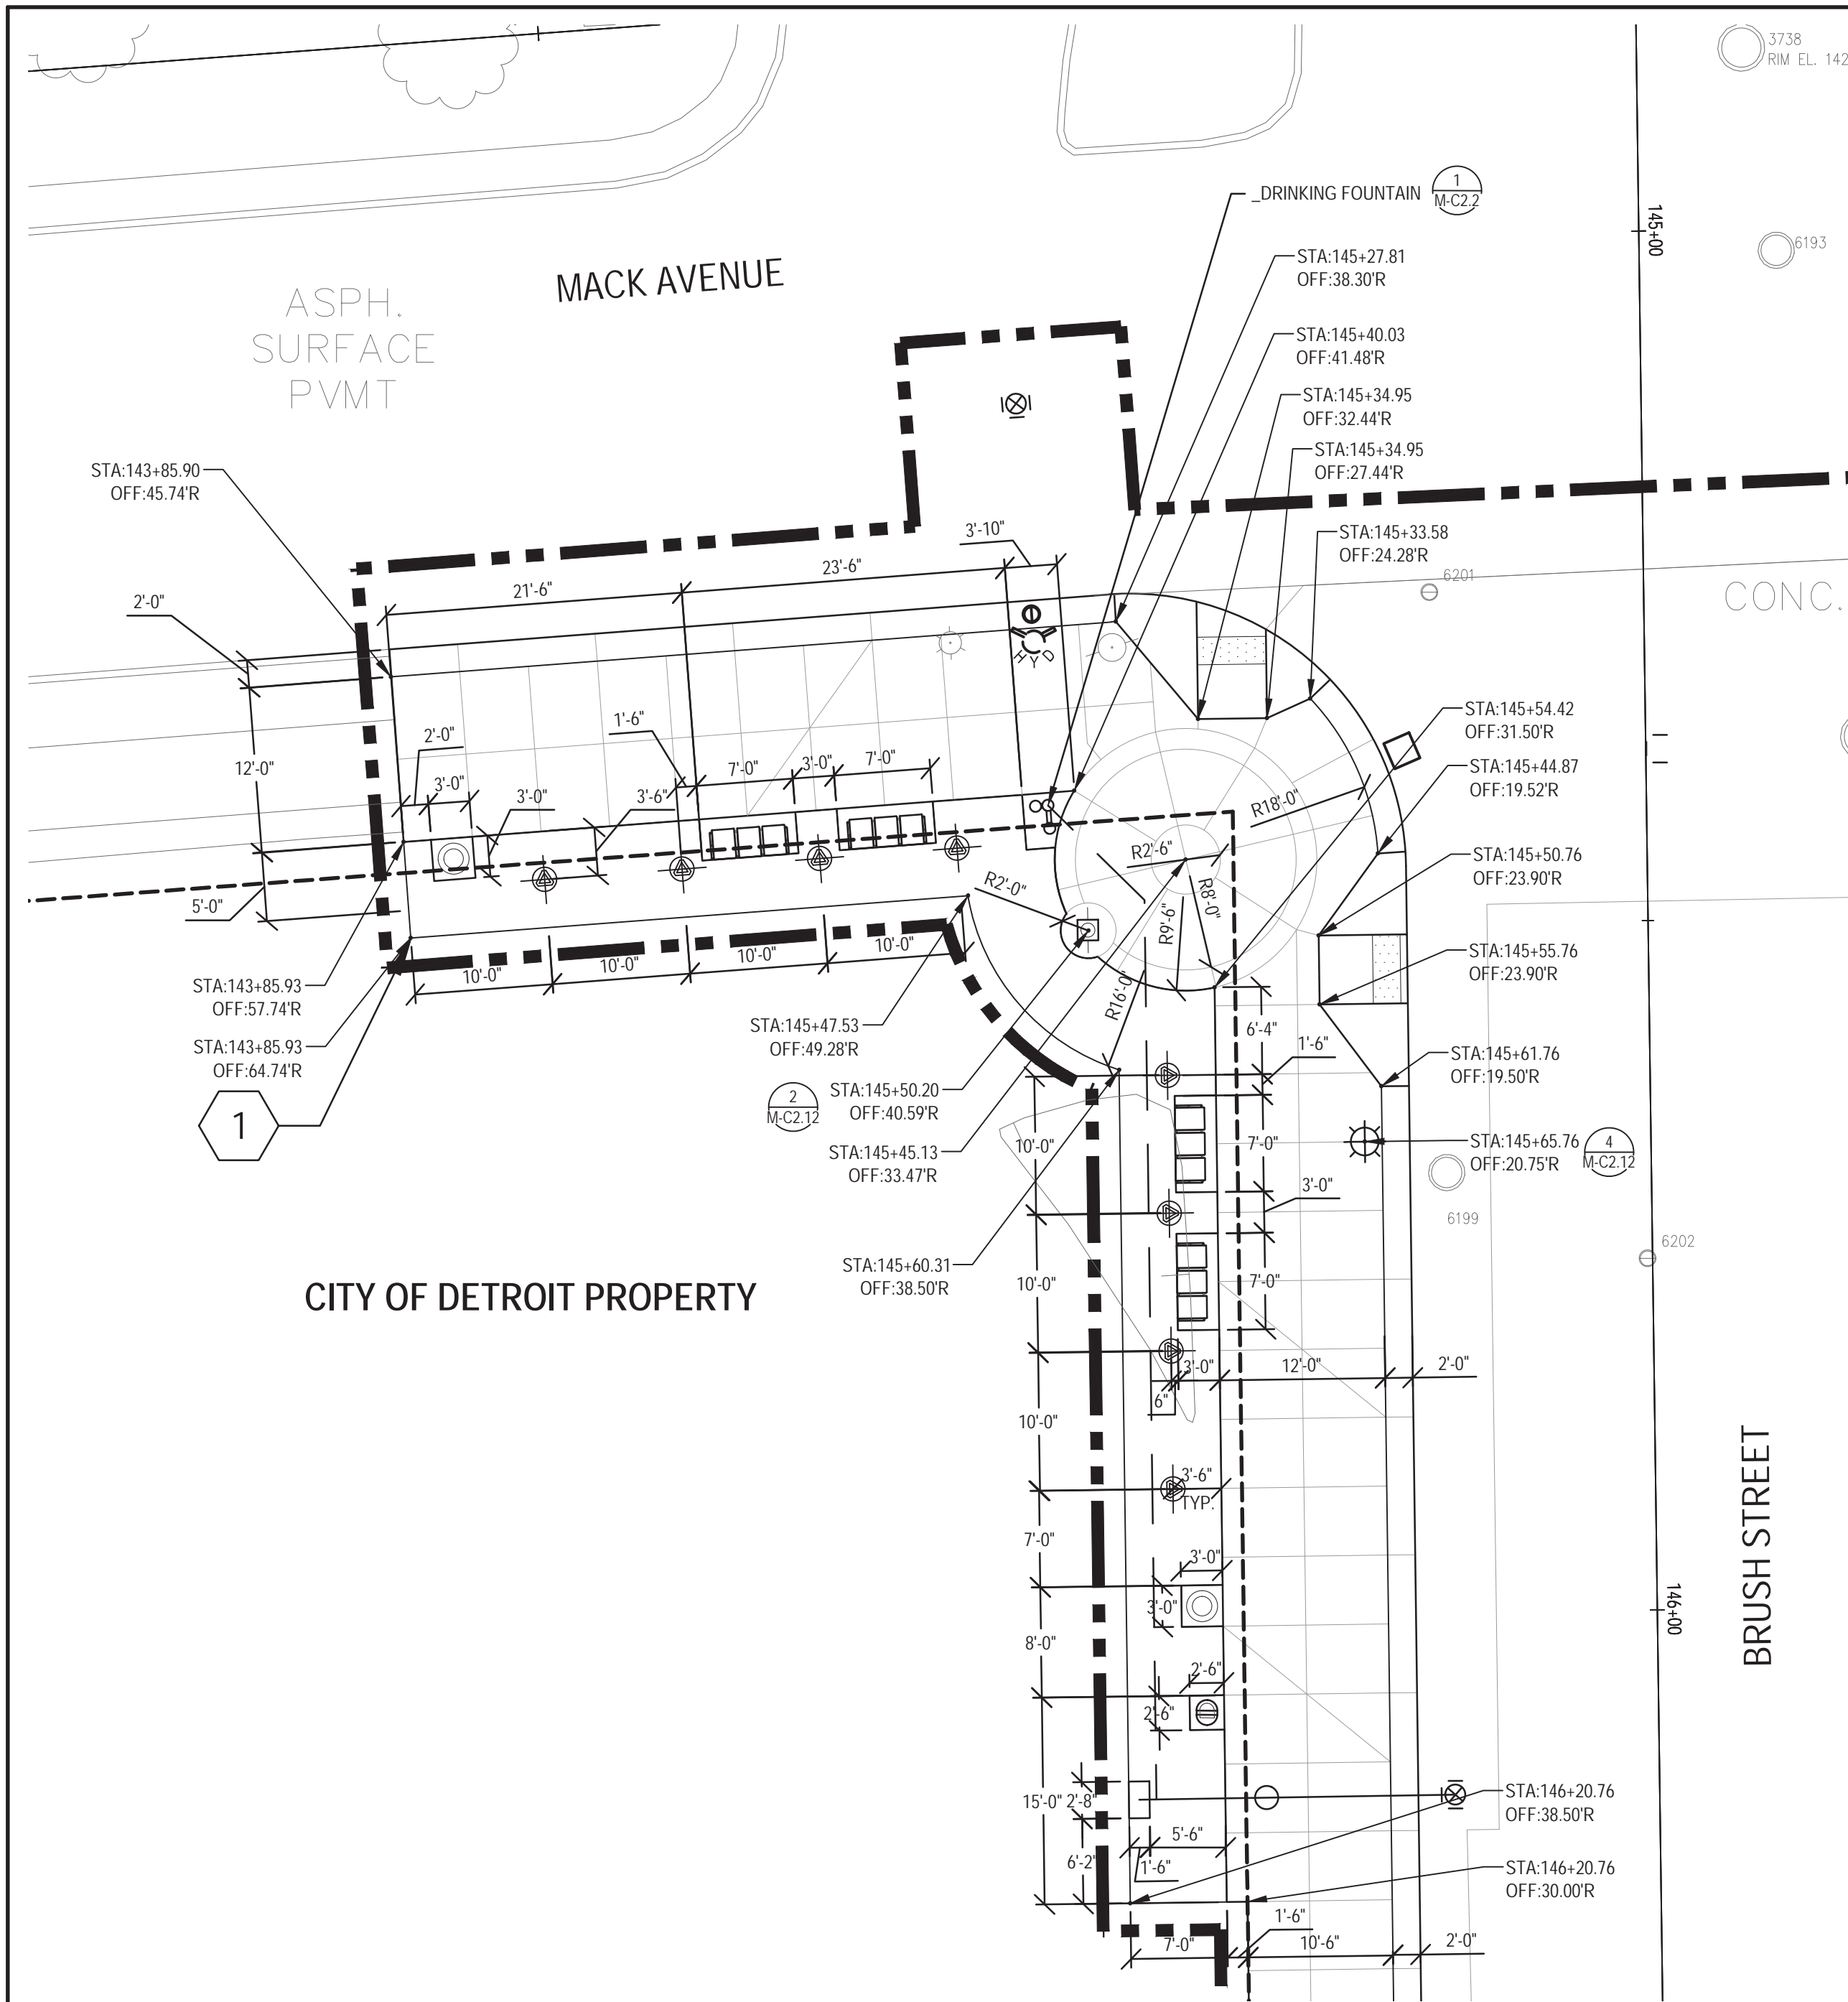 3738
RIM EL. 142
1
M-C2.2
_DRINKING FOUNTAIN
145+00
6193
MACK AVENUE
ASPH.
SURFACE
PVMT
STA:145+27.81
OFF:38.30'R
STA:145+40.03
OFF:41.48'R
STA:145+34.95
OFF:32.44'R
STA:145+34.95
OFF:27.44'R
STA:143+85.90
OFF:45.74'R
STA:145+33.58
OFF:24.28'R
3'-10"
23'-6"
21'-6"
2'-0"
6201
CONC.
HYD
1'-6"
2'-0"
12'-0"
3'-0"
3'-0"
3'-6"
7'-0"
3'-0"
7'-0"
STA:145+54.42
OFF:31.50'R
STA:145+44.87
OFF:19.52'R
R18'-0"
R2'-6"
R2'-0"
R8'-0"
R9'-6"
R16'-0"
STA:145+50.76
OFF:23.90'R
5'-0"
STA:145+55.76
OFF:23.90'R
10'-0"
10'-0"
10'-0"
10'-0"
STA:143+85.93
OFF:57.74'R
STA:143+85.93
OFF:64.74'R
1
STA:145+47.53
OFF:49.28'R
6'-4"
1'-6"
STA:145+61.76
OFF:19.50'R
2
M-C2.12
STA:145+50.20
OFF:40.59'R
STA:145+45.13
OFF:33.47'R
10'-0"
7'-0"
STA:145+65.76
OFF:20.75'R
4
M-C2.12
3'-0"
6199
6202
STA:145+60.31
OFF:38.50'R
CITY OF DETROIT PROPERTY
10'-0"
7'-0"
3'-0"
12'-0"
2'-0"
6"
10'-0"
3'-6"
TYP.
7'-0"
3'-0"
3'-0"
146+00
BRUSH STREET
8'-0"
2'-6"
2'-6"
15'-0"
2'-8"
STA:146+20.76
OFF:38.50'R
5'-6"
6'-2"
1'-6"
STA:146+20.76
OFF:30.00'R
1'-6"
7'-0"
10'-6"
2'-0"